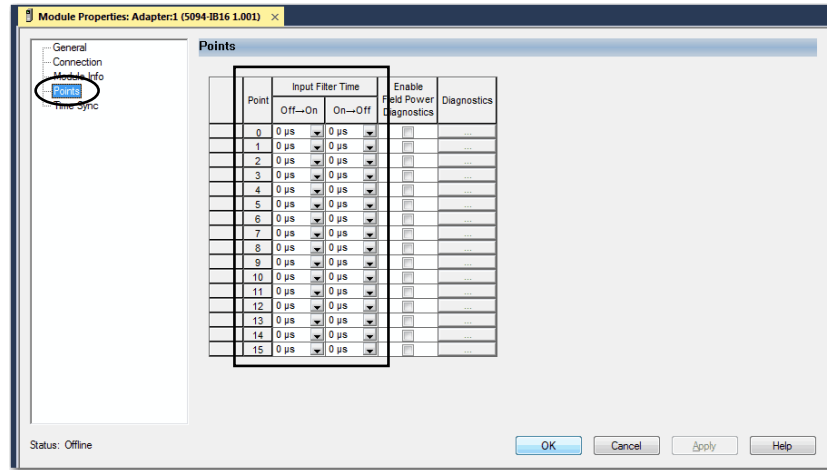 Module Properties: Adapter:1 (5094-IB16 1.001) ×
General
Connection
Module Info
Points
Time Sync
Points
Point
Input Filter Time
Off→On
On→Off
Enable
Field Power
Diagnostics
Diagnostics
0 0 µs 0 µs ...
1 0 µs 0 µs ...
2 0 µs 0 µs ...
3 0 µs 0 µs ...
4 0 µs 0 µs ...
5 0 µs 0 µs ...
6 0 µs 0 µs ...
7 0 µs 0 µs ...
8 0 µs 0 µs ...
9 0 µs 0 µs ...
10 0 µs 0 µs ...
11 0 µs 0 µs ...
12 0 µs 0 µs ...
13 0 µs 0 µs ...
14 0 µs 0 µs ...
15 0 µs 0 µs ...
Status: Offline
OK Cancel Apply Help